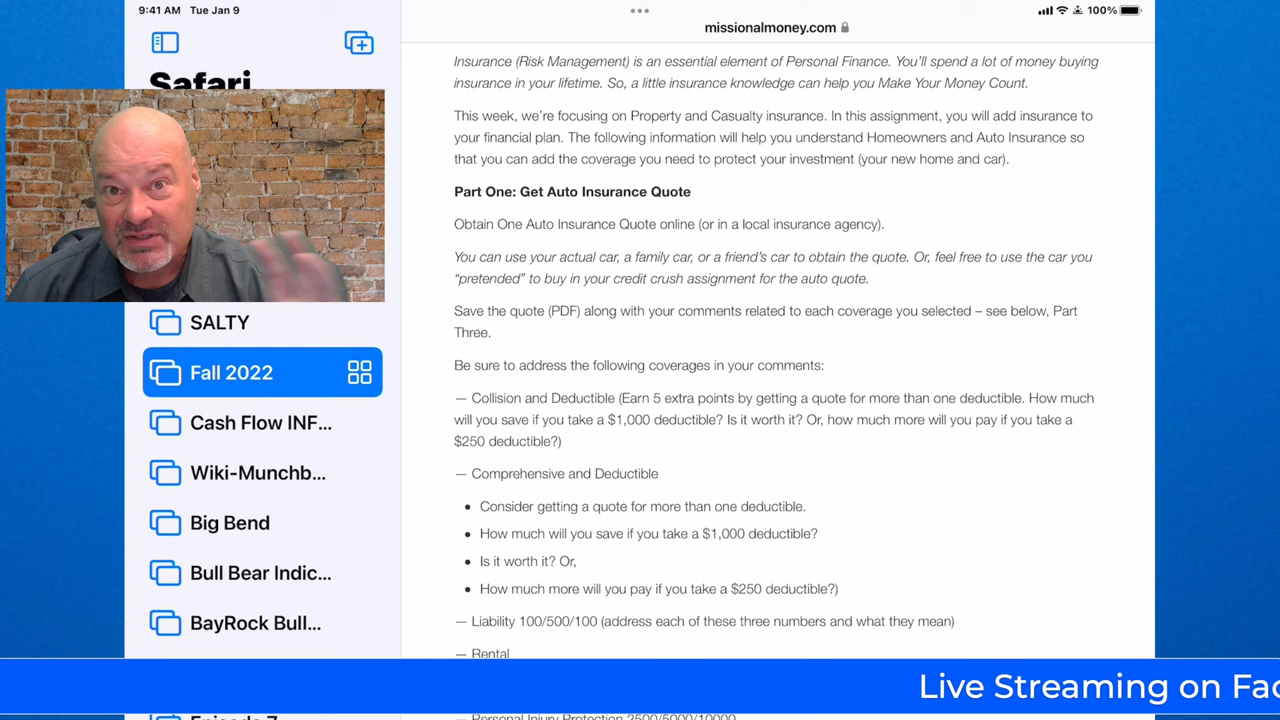 9:41 AM Tue Jan 9
100%
missionalmoney.com
Safari
SALTY
Fall 2022
Cash Flow INF...
Wiki-Munchb...
Big Bend
Bull Bear Indic...
BayRock Bull...
Episode 7
Insurance (Risk Management) is an essential element of Personal Finance. You’ll spend a lot of money buying
insurance in your lifetime. So, a little insurance knowledge can help you Make Your Money Count.
This week, we’re focusing on Property and Casualty insurance. In this assignment, you will add insurance to
your financial plan. The following information will help you understand Homeowners and Auto Insurance so
that you can add the coverage you need to protect your investment (your new home and car).
Part One: Get Auto Insurance Quote
Obtain One Auto Insurance Quote online (or in a local insurance agency).
You can use your actual car, a family car, or a friend’s car to obtain the quote. Or, feel free to use the car you
“pretended” to buy in your credit crush assignment for the auto quote.
Save the quote (PDF) along with your comments related to each coverage you selected – see below, Part
Three.
Be sure to address the following coverages in your comments:
— Collision and Deductible (Earn 5 extra points by getting a quote for more than one deductible. How much
will you save if you take a $1,000 deductible? Is it worth it? Or, how much more will you pay if you take a
$250 deductible?)
— Comprehensive and Deductible
• Consider getting a quote for more than one deductible.
• How much will you save if you take a $1,000 deductible?
• Is it worth it? Or,
• How much more will you pay if you take a $250 deductible?)
— Liability 100/500/100 (address each of these three numbers and what they mean)
— Rental
— Personal Injury Protection 2500/5000/10000
Live Streaming on Fac